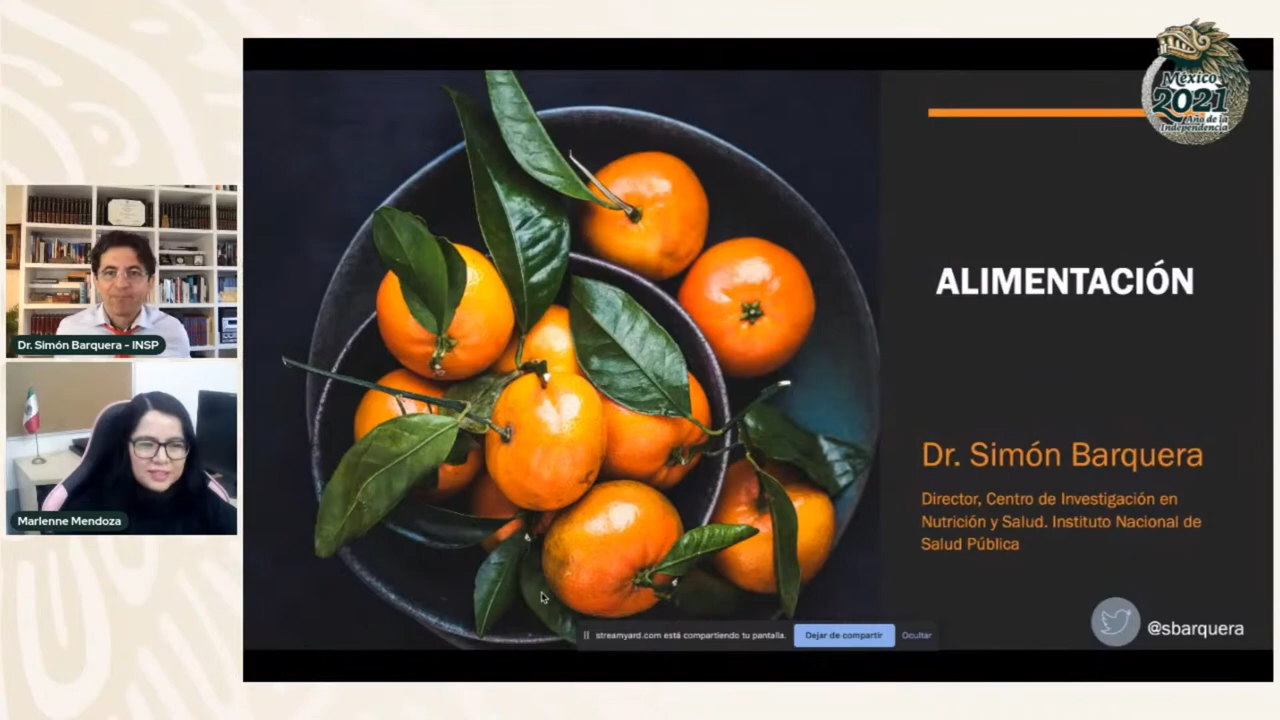 México
2021
Año de la
Independencia
ALIMENTACIÓN
Dr. Simón Barquera
Director, Centro de Investigación en
Nutrición y Salud. Instituto Nacional de
Salud Pública
@sbarquera
Dr. Simón Barquera - INSP
Marlenne Mendoza
streamyard.com está compartiendo tu pantalla. Dejar de compartir Ocultar